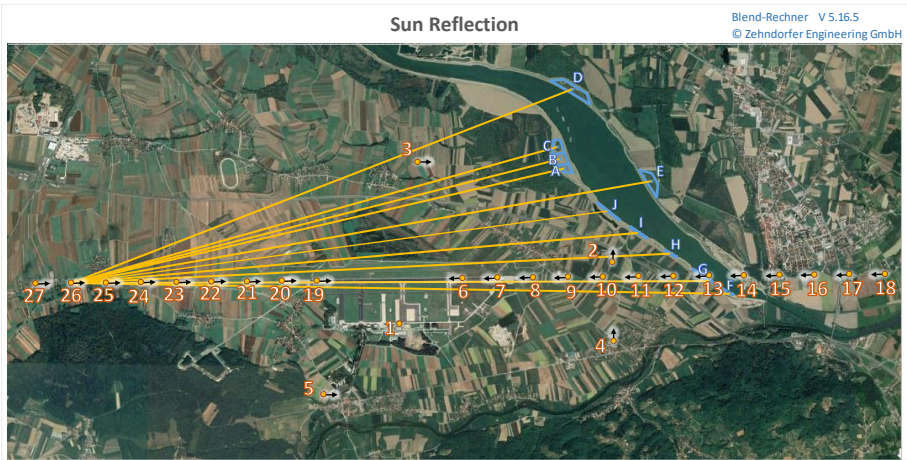 Sun Reflection
Blend-Rechner V 5.16.5
© Zehndorfer Engineering GmbH
D
3
C
B
A
E
J
I
2
H
G
27 26 25 24 23 22 21 20 19 6 7 8 9 10 11 12 13 14 15 16 17 18
F
1
4
5